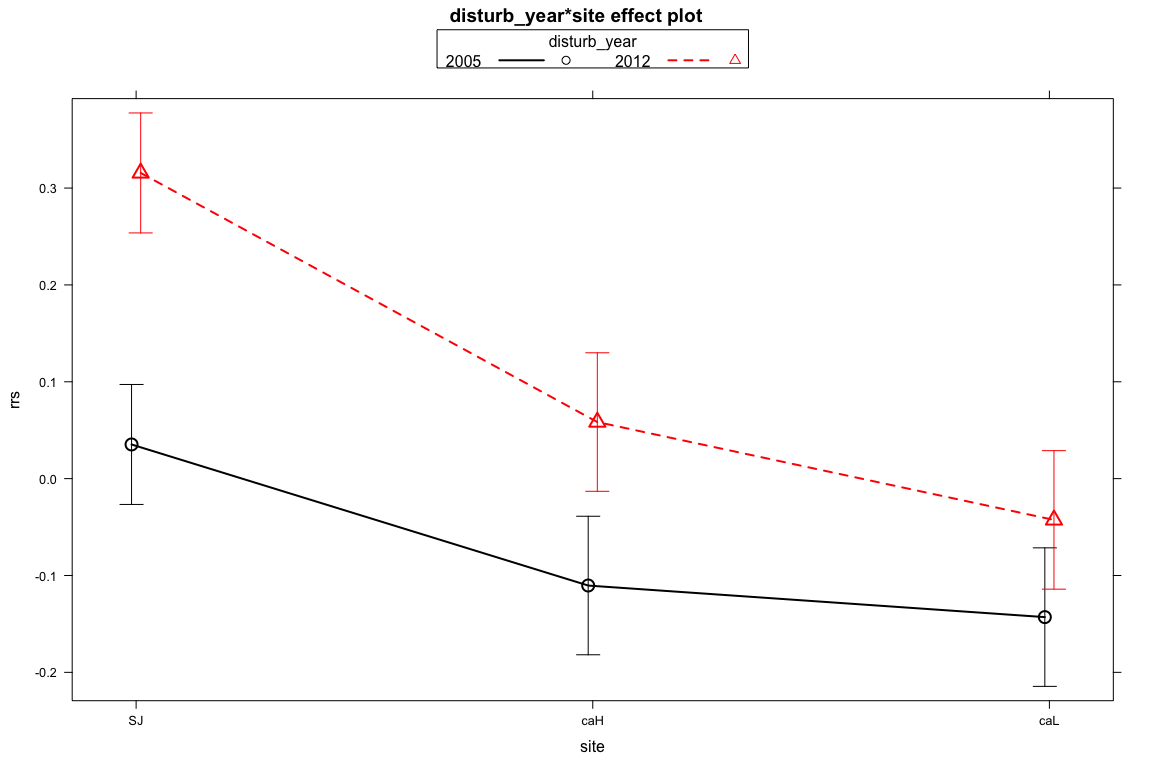 disturb_year*site effect plot
disturb_year
2005 2012
0.3
0.2
0.1
0.0
-0.1
-0.2
rrs
SJ caH caL
site